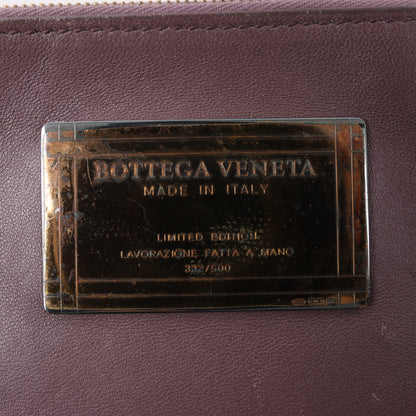 BOTTEGA VENETA
MADE IN ITALY
LIMITED EDITION
LAVORAZIONE FATTA A MANO
332/500